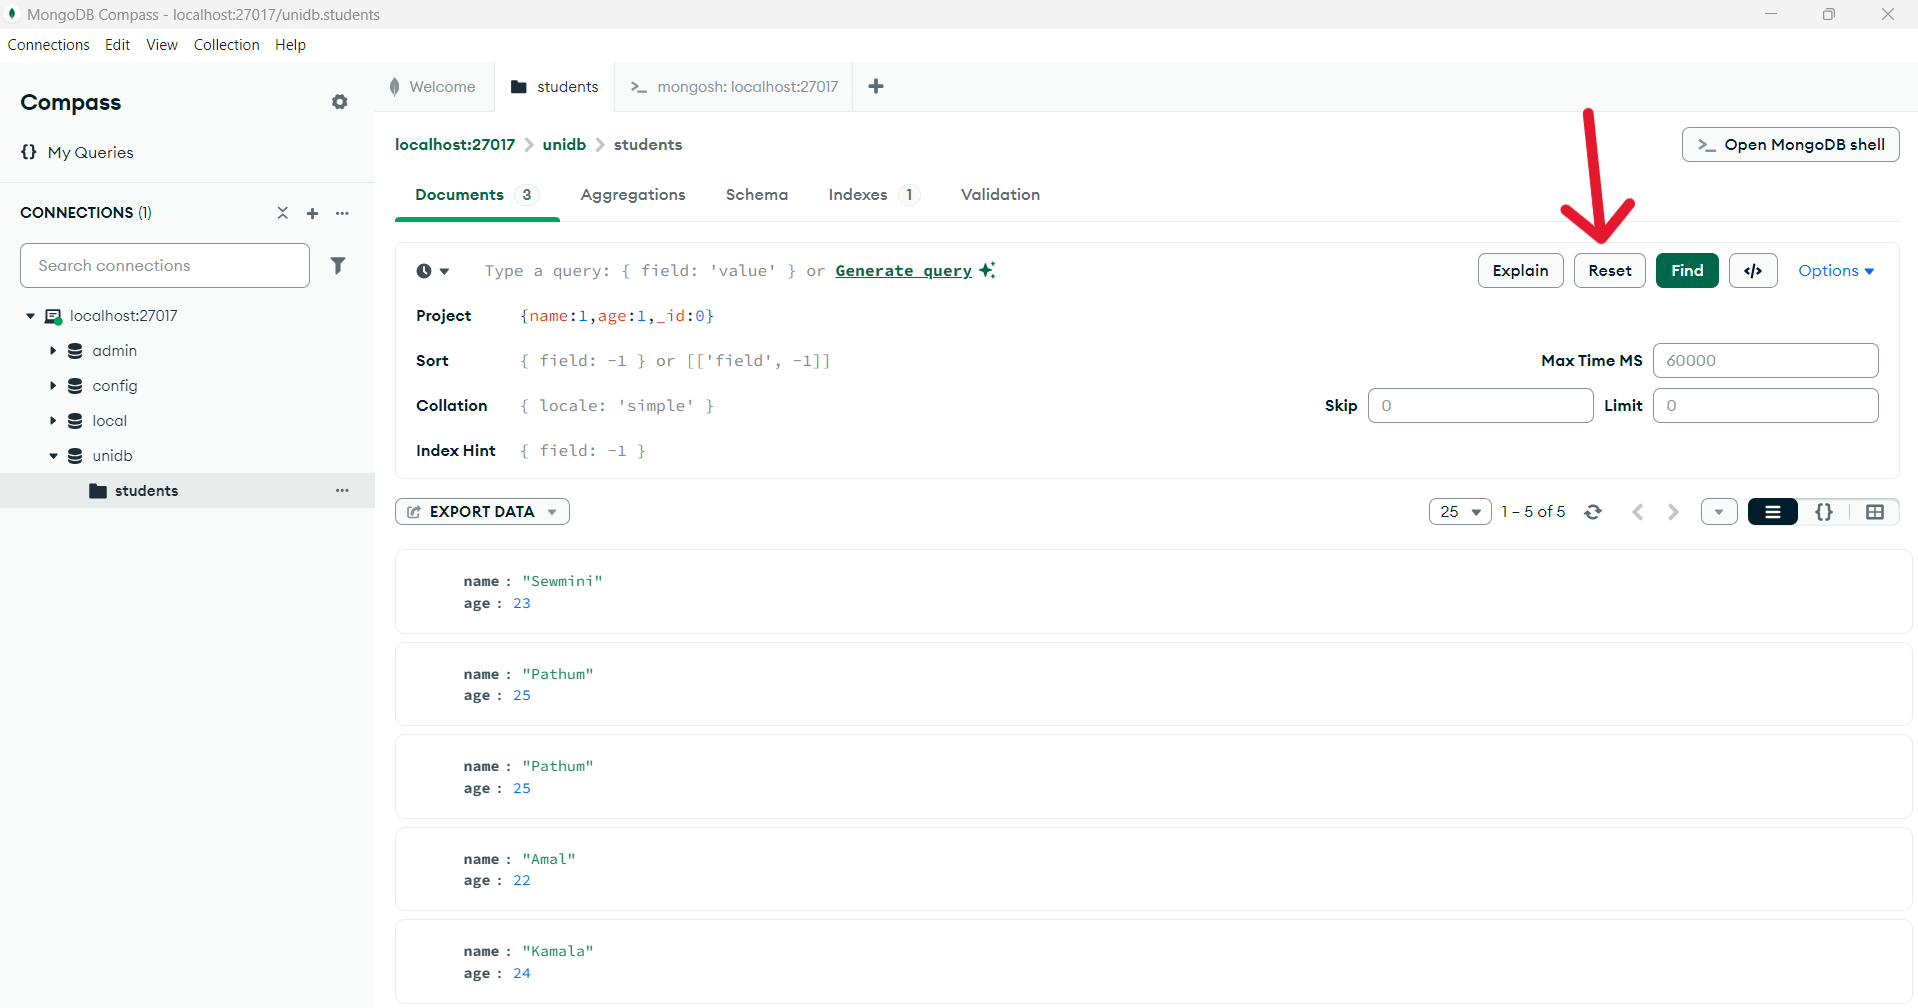 MongoDB Compass - localhost:27017/unidb.students
Connections Edit View Collection Help
Compass
{} My Queries
CONNECTIONS (1)
Search connections
localhost:27017
admin
config
local
unidb
students
Welcome students >_ mongosh: localhost:27017
localhost:27017 > unidb > students
>_ Open MongoDB shell
Documents 3 Aggregations Schema Indexes 1 Validation
Type a query: { field: 'value' } or Generate query
Explain Reset Find </> Options
Project {name:1,age:1,_id:0}
Sort { field: -1 } or [['field', -1]]
Max Time MS 60000
Collation { locale: 'simple' }
Skip 0 Limit 0
Index Hint { field: -1 }
EXPORT DATA
25 1 – 5 of 5 {}
name : "Sewmini"
age : 23
name : "Pathum"
age : 25
name : "Pathum"
age : 25
name : "Amal"
age : 22
name : "Kamala"
age : 24